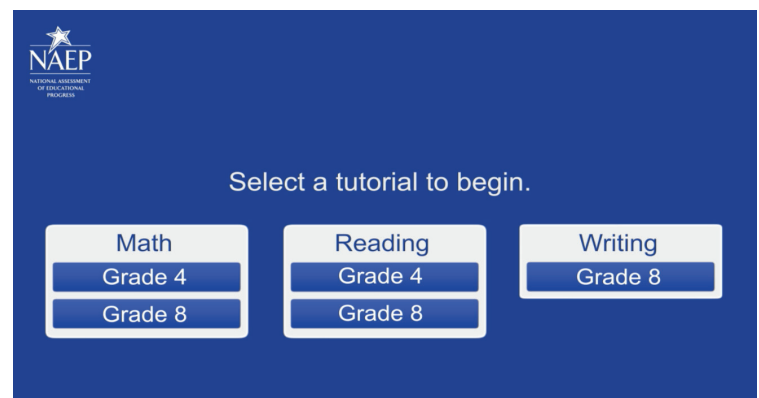 NAEP
NATIONAL ASSESSMENT
OF EDUCATIONAL
PROGRESS
Select a tutorial to begin.
Math
Grade 4
Grade 8
Reading
Grade 4
Grade 8
Writing
Grade 8